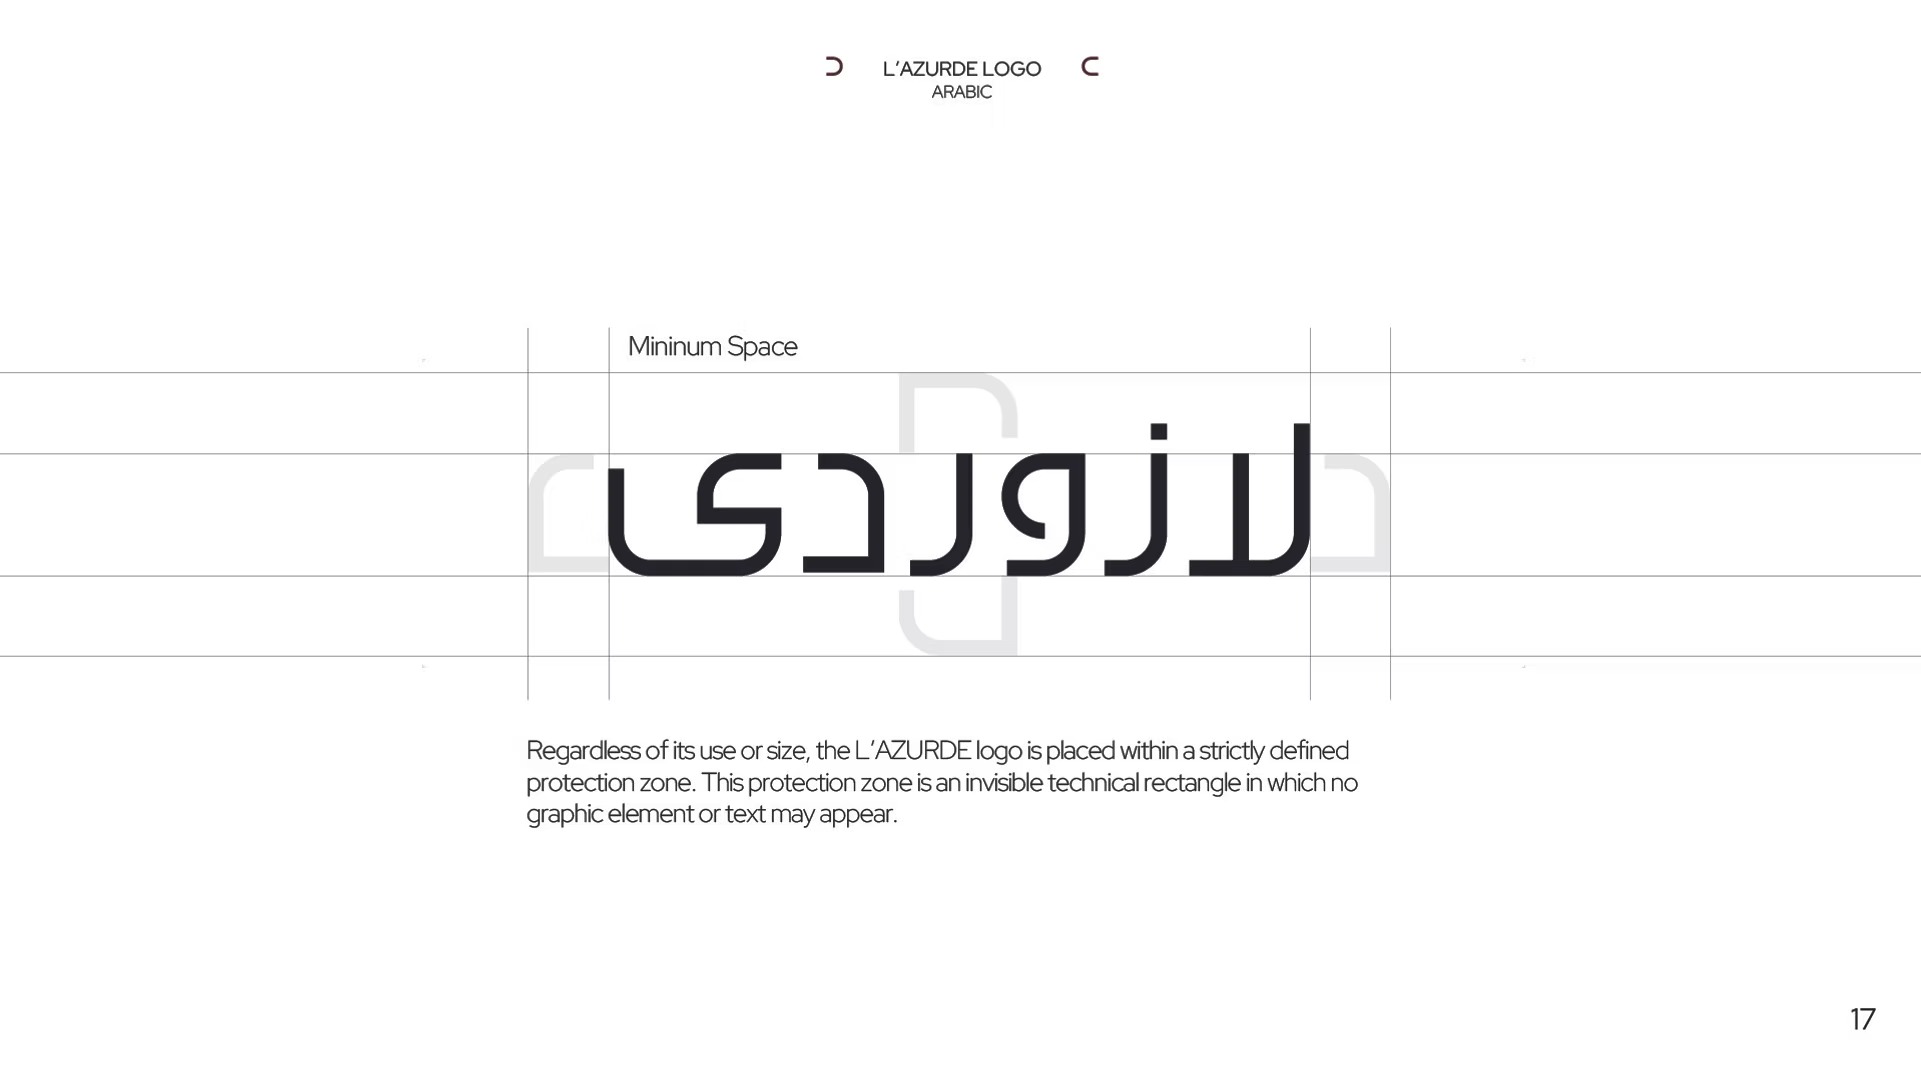 L'AZURDE LOGO
ARABIC
Mininum Space
لازوردى
Regardless of its use or size, the L'AZURDE logo is placed within a strictly defined
protection zone. This protection zone is an invisible technical rectangle in which no
graphic element or text may appear.
17